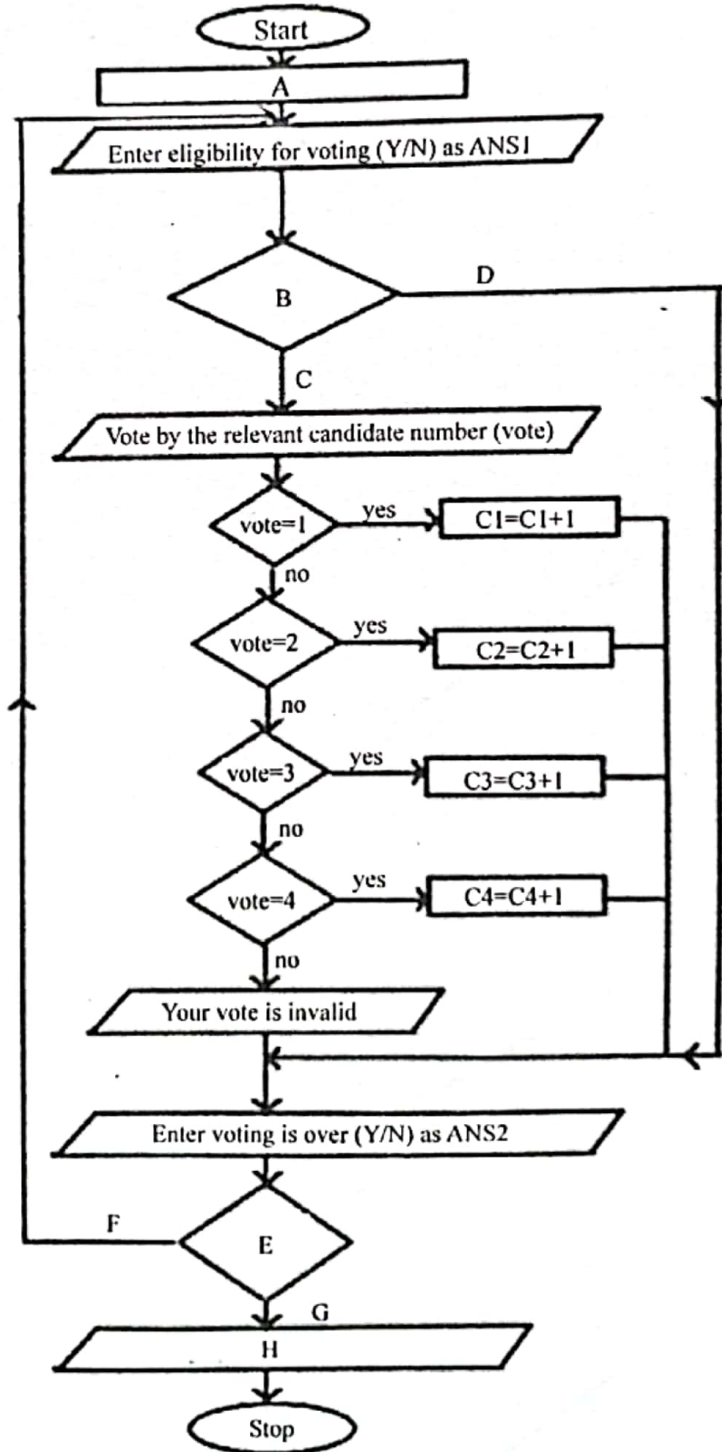 Start
A
Enter eligibility for voting (Y/N) as ANS1
B
D
C
Vote by the relevant candidate number (vote)
vote=1
yes
C1=C1+1
no
vote=2
yes
C2=C2+1
no
vote=3
yes
C3=C3+1
no
vote=4
yes
C4=C4+1
no
Your vote is invalid
Enter voting is over (Y/N) as ANS2
F
E
G
H
Stop